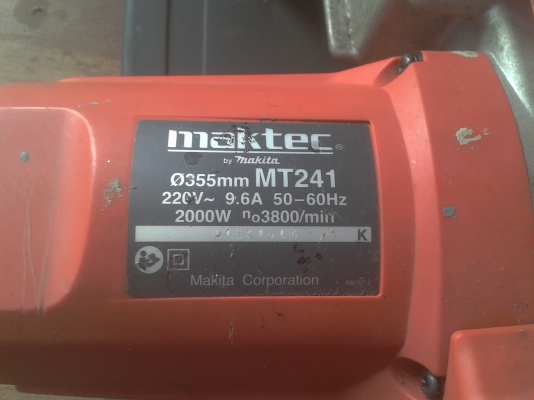 maktec®
by makita
Ø355mm MT241
220V~ 9.6A 50–60Hz
2000W n₀3800/min
K
Makita Corporation